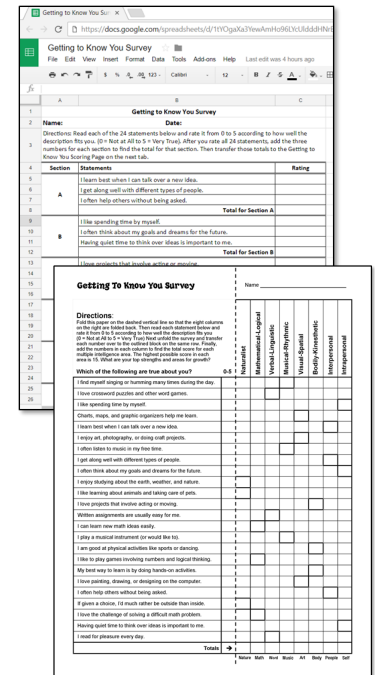 Getting to Know You Sur
https://docs.google.com/spreadsheets/d/
Getting to Know You Survey
File Edit View Insert Format Data Tools Add-ons Help Last edit was 4 hours ago
$ % .0 .00 123 Calibri 12 B I S A
fx
A B C
1 Getting to Know You Survey
2 Name: Date:
3 Directions: Read each of the 24 statements below and rate it from 0 to 5 according to how well the
description fits you. (0 = Not at All to 5 = Very True). After you rate all 24 statements, add the three
numbers for each section to find the total for that section. Then transfer those totals to the Getting to
Know You Scoring Page on the next tab.
4 Section Statements Rating
5 I learn best when I can talk over a new idea.
6 A I get along well with different types of people.
7 I often help others without being asked.
8 Total for Section A
9 I like spending time by myself.
10 B I often think about my goals and dreams for the future.
11 Having quiet time to think over ideas is important to me.
12 Total for Section B
13 I love projects that involve acting or moving.
14
15
16
17
18
19
20
21
22
23
24
25
26
Getting To Know You Survey
Name
Directions:
Fold this paper on the dashed vertical line so that the eight columns
on the right are folded back. Then read each statement below and
rate it from 0 to 5 according to how well the description fits you
(0 = Not at All to 5 = Very True) Next unfold the survey and transfer
each number over to the outlined block on the same row. Finally,
add the numbers in each column to find the total score for each
multiple intelligence area. The highest possible score in each
area is 15. What are your top strengths and areas for growth?
Which of the following are true about you? 0-5
Naturalist
Mathematical-Logical
Verbal-Linguistic
Musical-Rhythmic
Visual-Spatial
Bodily-Kinesthetic
Interpersonal
Intrapersonal
I find myself singing or humming many times during the day.
I love crossword puzzles and other word games.
I like spending time by myself.
Charts, maps, and graphic organizers help me learn.
I learn best when I can talk over a new idea.
I enjoy art, photography, or doing craft projects.
I often listen to music in my free time.
I get along well with different types of people.
I often think about my goals and dreams for the future.
I enjoy studying about the earth, weather, and nature.
I like learning about animals and taking care of pets.
I love projects that involve acting or moving.
Written assignments are usually easy for me.
I can learn new math ideas easily.
I play a musical instrument (or would like to).
I am good at physical activities like sports or dancing.
I like to play games involving numbers and logical thinking.
My best way to learn is by doing hands-on activities.
I love painting, drawing, or designing on the computer.
I often help others without being asked.
If given a choice, I'd much rather be outside than inside.
I love the challenge of solving a difficult math problem.
Having quiet time to think over ideas is important to me.
I read for pleasure every day.
Totals
Nature Math Word Music Art Body People Self